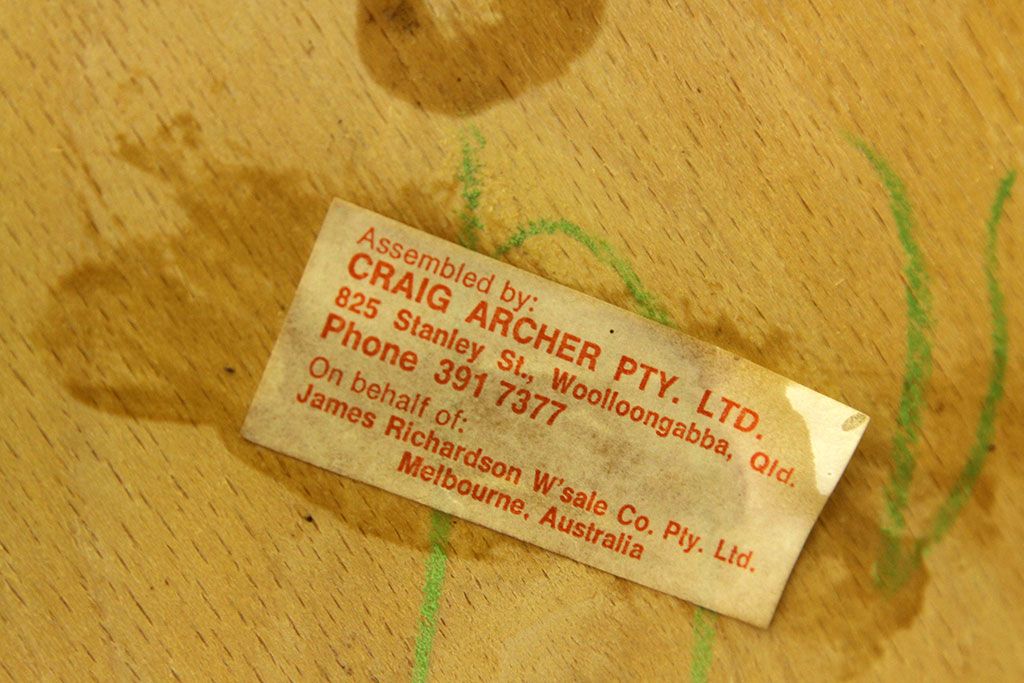 Assembled by:
CRAIG ARCHER PTY. LTD.
825 Stanley St., Woolloongabba, Qld.
Phone 391 7377
On behalf of:
James Richardson W'sale Co. Pty. Ltd.
Melbourne, Australia